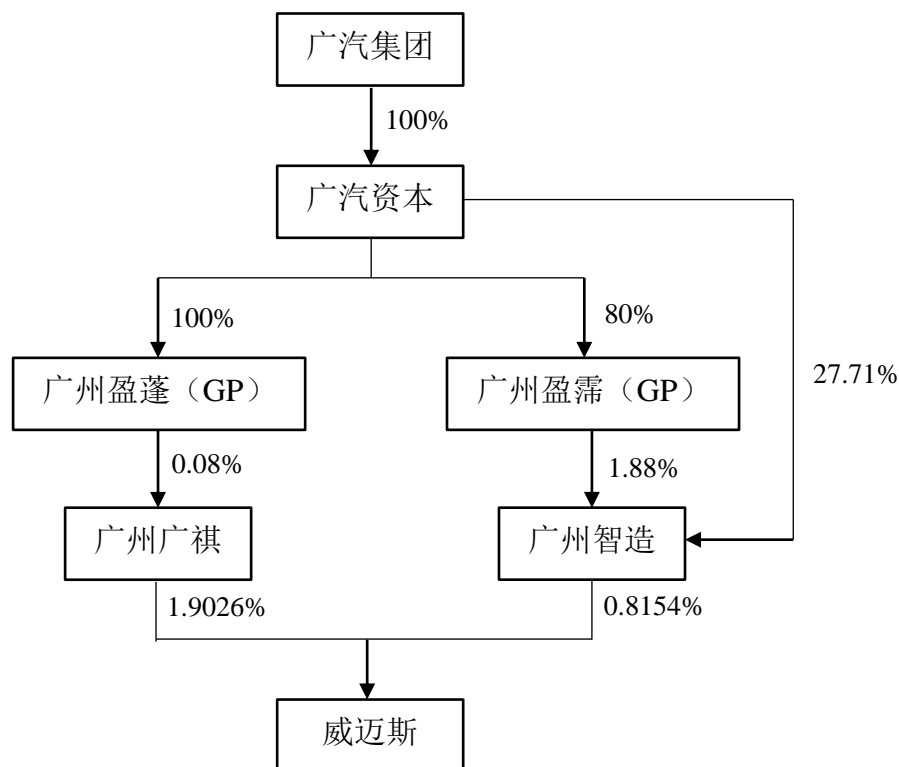 广汽集团
100%
广汽资本
100%
80%
广州盈蓬（GP）
广州盈霈（GP）
27.71%
0.08%
1.88%
广州广祺
广州智造
1.9026%
0.8154%
威迈斯